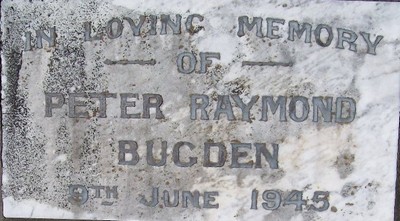 IN LOVING MEMORY
OF
PETER RAYMOND
BUGDEN
9TH JUNE 1945.